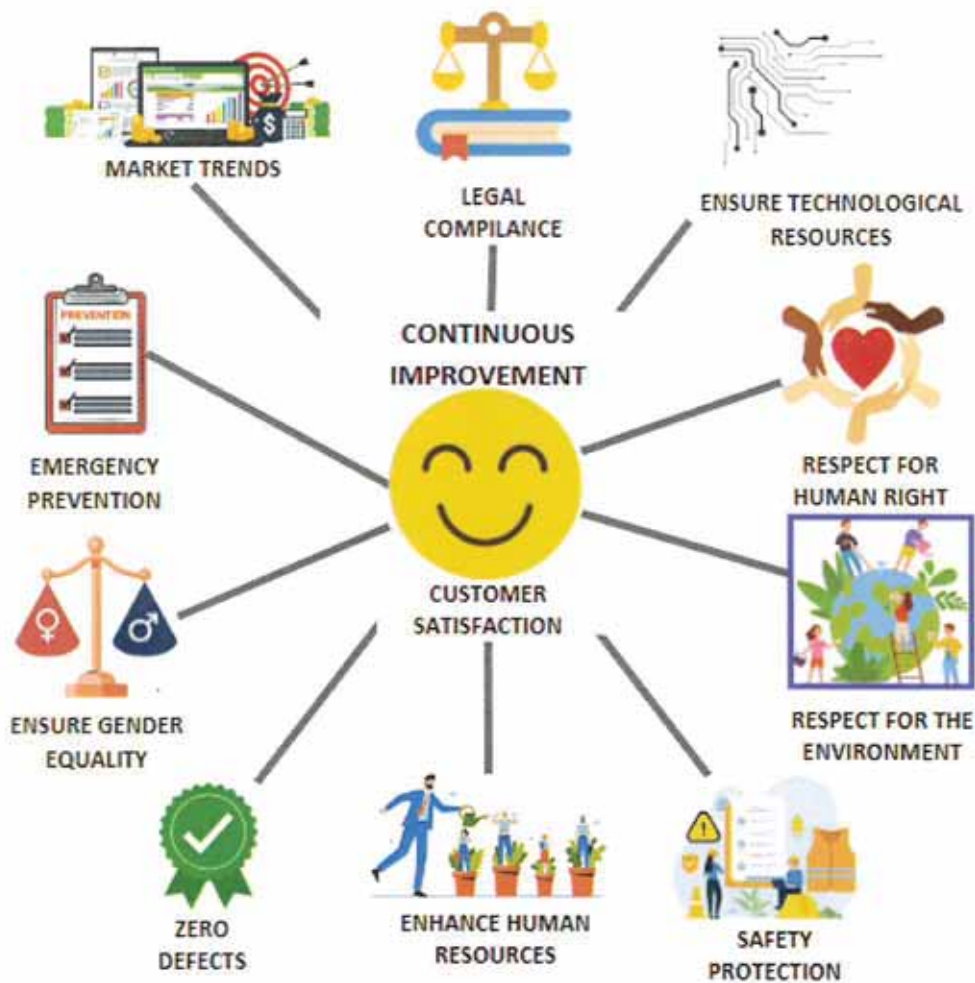 MARKET TRENDS
LEGAL
COMPILANCE
ENSURE TECHNOLOGICAL
RESOURCES
CONTINUOUS
IMPROVEMENT
PREVENTION
EMERGENCY
PREVENTION
RESPECT FOR
HUMAN RIGHT
CUSTOMER
SATISFACTION
ENSURE GENDER
EQUALITY
RESPECT FOR THE
ENVIRONMENT
ZERO
DEFECTS
ENHANCE HUMAN
RESOURCES
SAFETY
PROTECTION